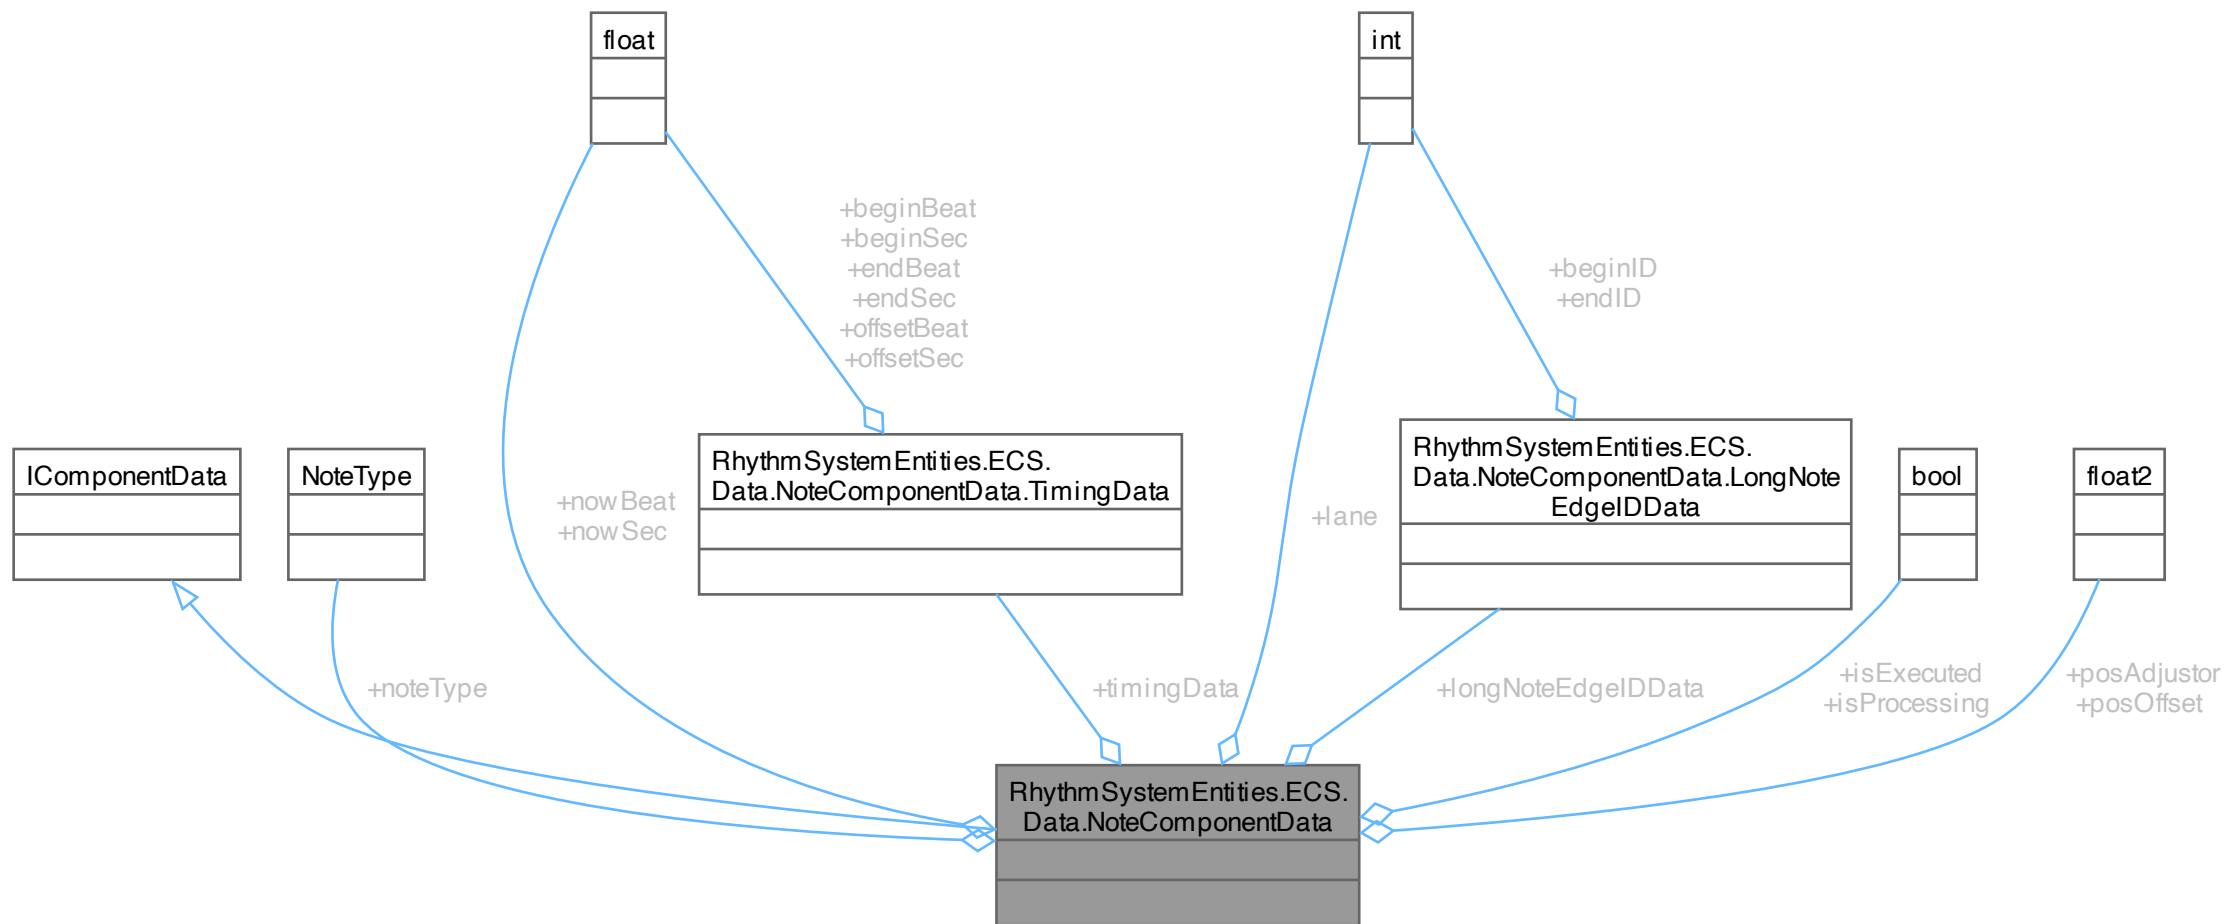 float
int
+beginBeat
+beginSec
+endBeat
+endSec
+offsetBeat
+offsetSec
+beginID
+endID
IComponentData
NoteType
+nowBeat
+nowSec
RhythmSystemEntities.ECS.
Data.NoteComponentData.TimingData
+lane
RhythmSystemEntities.ECS.
Data.NoteComponentData.LongNote
EdgeIDData
bool
float2
+noteType
+timingData
+longNoteEdgeIDData
+isExecuted
+isProcessing
+posAdjustor
+posOffset
RhythmSystemEntities.ECS.
Data.NoteComponentData